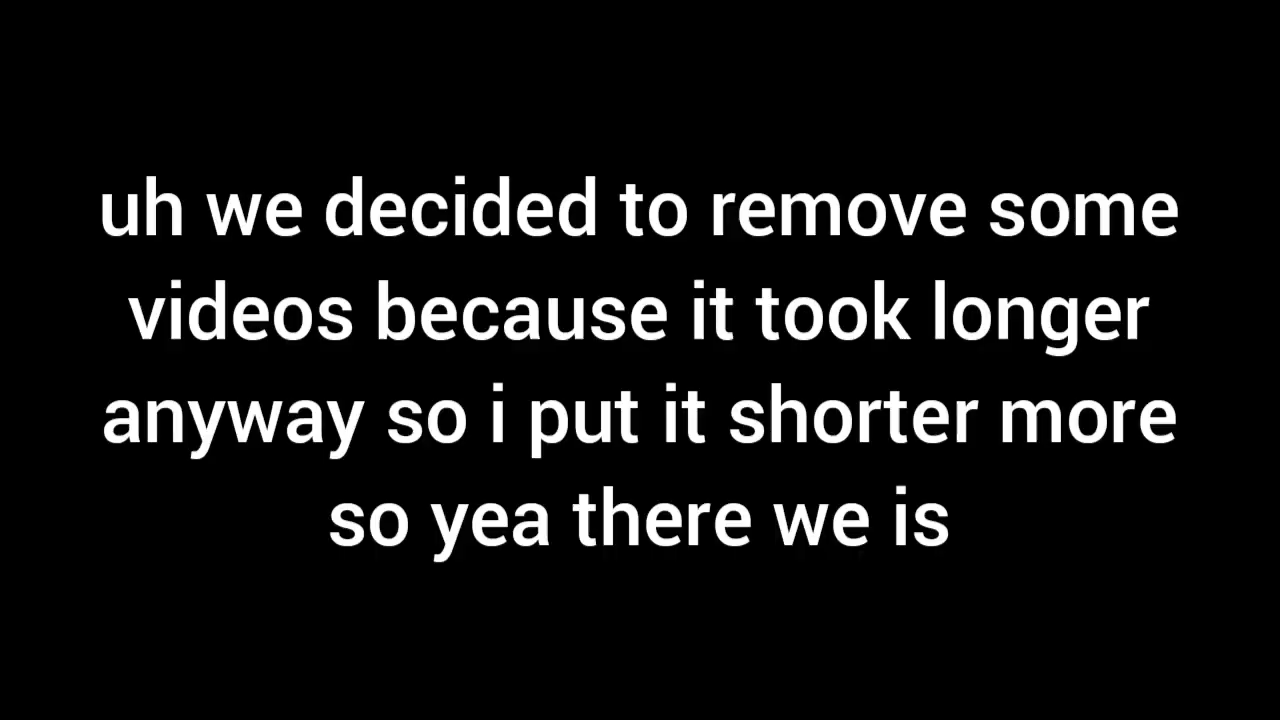 uh we decided to remove some
videos because it took longer
anyway so i put it shorter more
so yea there we is